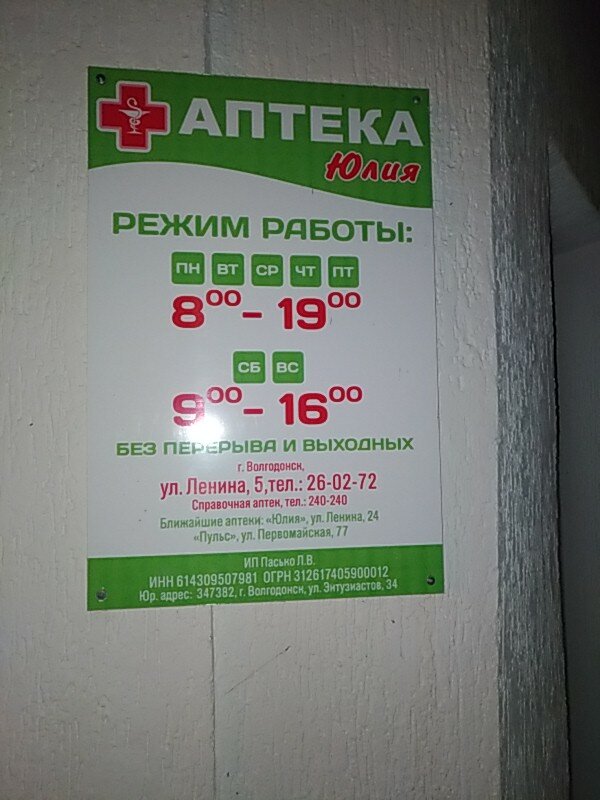 АПТЕКА
Юлия
РЕЖИМ РАБОТЫ:
ПН ВТ СР ЧТ ПТ
8⁰⁰ – 19⁰⁰
СБ ВС
9⁰⁰ – 16⁰⁰
БЕЗ ПЕРЕРЫВА И ВЫХОДНЫХ
г. Волгодонск,
ул. Ленина, 5,тел.: 26-02-72
Справочная аптек, тел.: 240-240
Ближайшие аптеки: «Юлия», ул. Ленина, 24
«Пульс», ул. Первомайская, 77
ИП Пасько Л.В.
ИНН 614309507981 ОГРН 312617405900012
Юр. адрес: 347382, г. Волгодонск, ул. Энтузиастов, 34